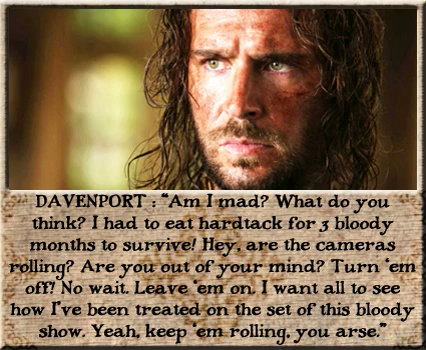 DAVENPORT : "Am I mad? What do you
think? I had to eat hardtack for 3 bloody
months to survive! Hey, are the cameras
rolling? Are you out of your mind? Turn 'em
off! No wait. Leave 'em on. I want all to see
how I've been treated on the set of this bloody
show. Yeah, keep 'em rolling, you arse."